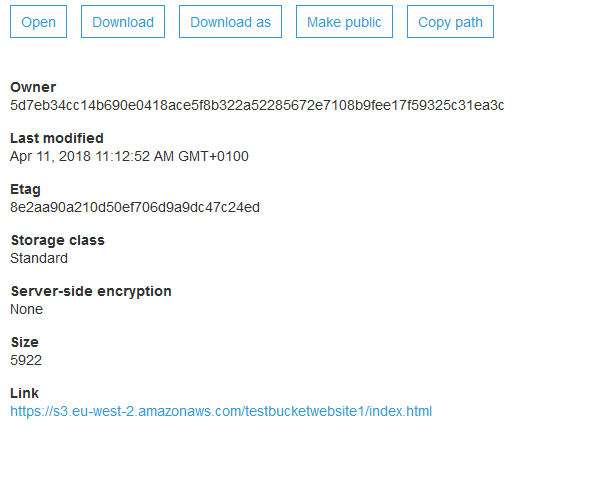 Open Download Download as Make public Copy path
Owner
5d7eb34cc14b690e0418ace5f8b322a52285672e7108b9fee17f59325c31ea3c
Last modified
Apr 11, 2018 11:12:52 AM GMT+0100
Etag
8e2aa90a210d50ef706d9a9dc47c24ed
Storage class
Standard
Server-side encryption
None
Size
5922
Link
https://s3.eu-west-2.amazonaws.com/testbucketwebsite1/index.html